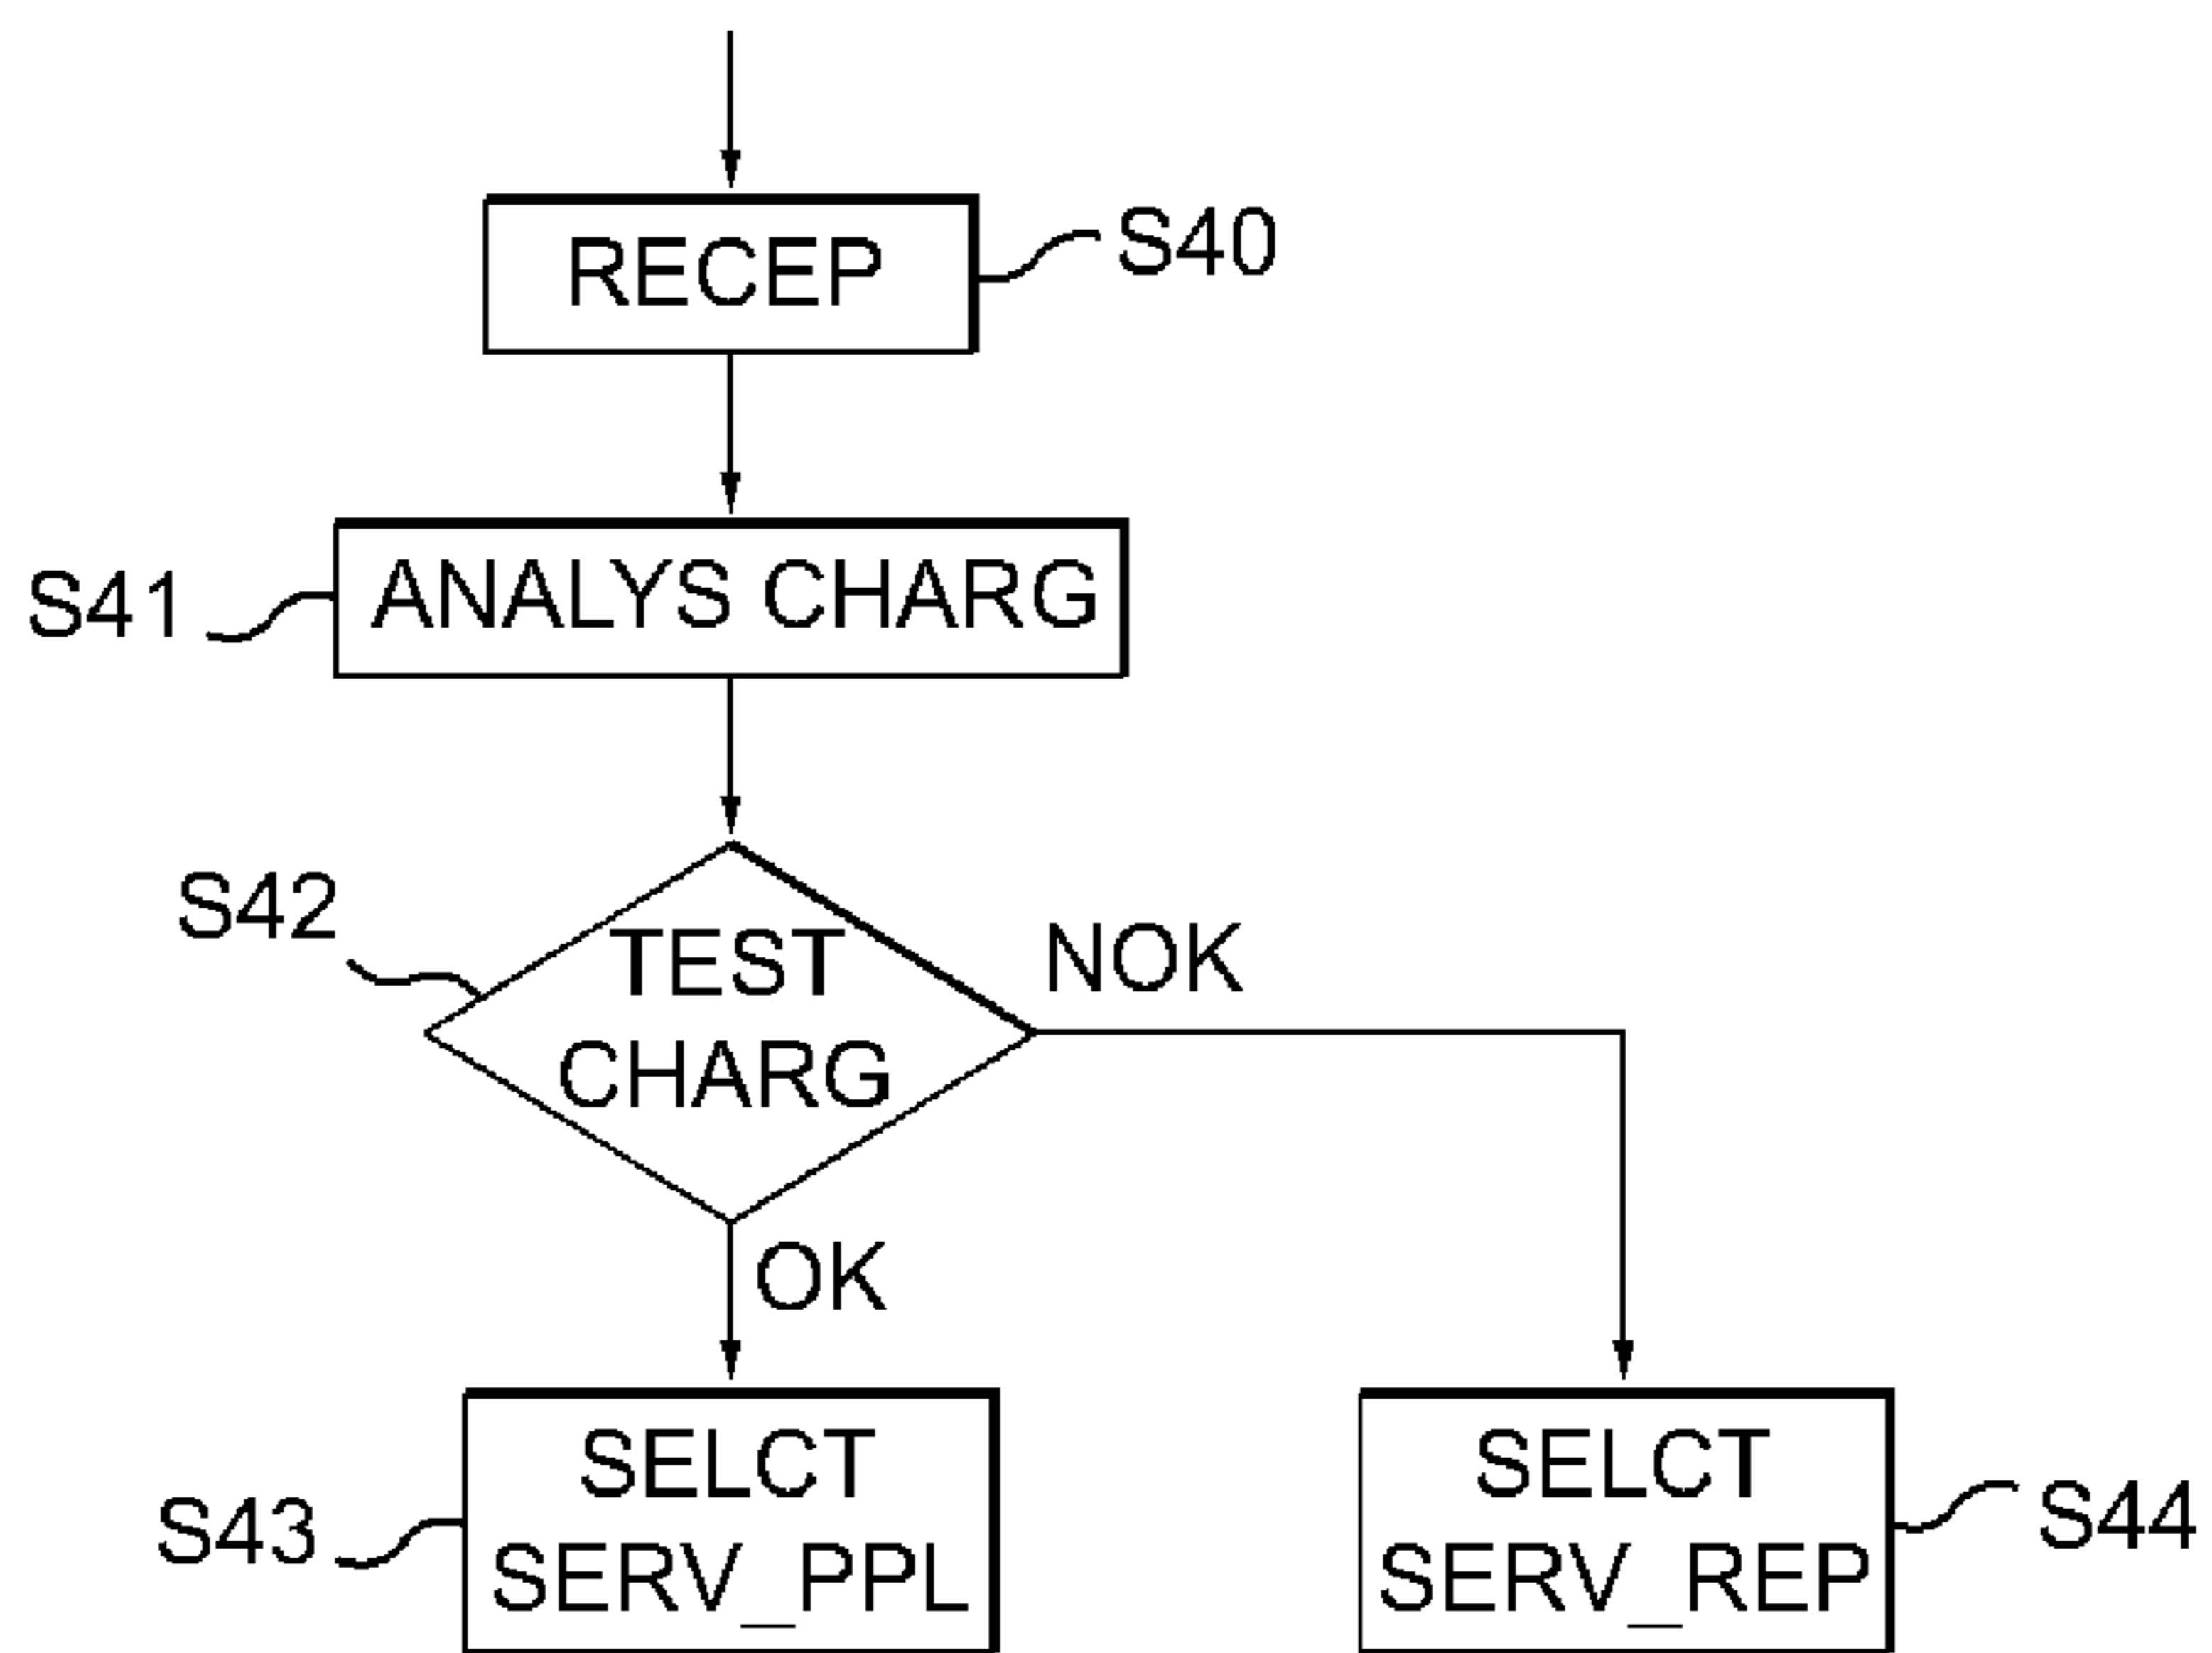 RECEP
S40
S41
ANALYS CHARG
S42
TEST
CHARG
NOK
OK
SELCT
SERV_PPL
S43
SELCT
SERV_REP
S44